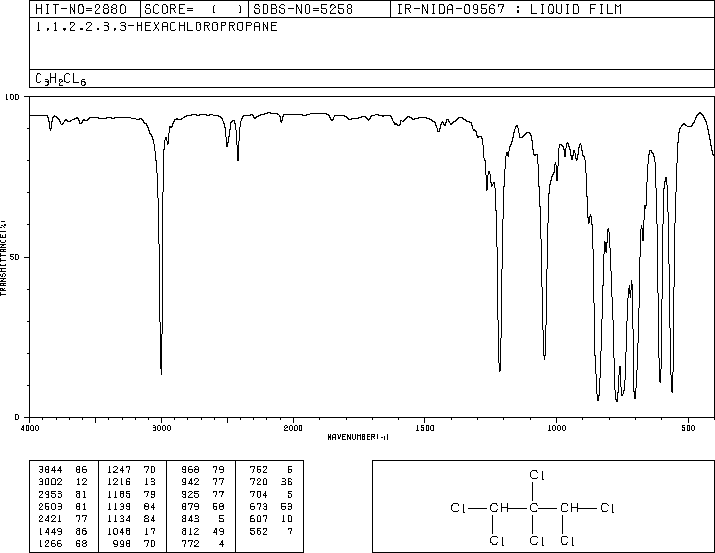 HIT-NO=2880 SCORE= ( ) SDBS-NO=5258 IR-NIDA-09567 : LIQUID FILM
1,1,2,2,3,3-HEXACHLOROPROPANE
C3H2CL6
100
50
0
TRANSMITTANCE(%)
4000 3000 2000 1500 1000 500
WAVENUMBER(-1)
3844 86 1247 70 968 79 752 6
3002 12 1216 13 942 77 720 36
2953 81 1185 79 925 77 704 5
2503 81 1139 84 879 58 673 53
2421 77 1134 84 843 5 607 10
1449 86 1048 17 812 49 562 7
1266 68 998 70 772 4
Cl
Cl CH C CH Cl
Cl Cl Cl